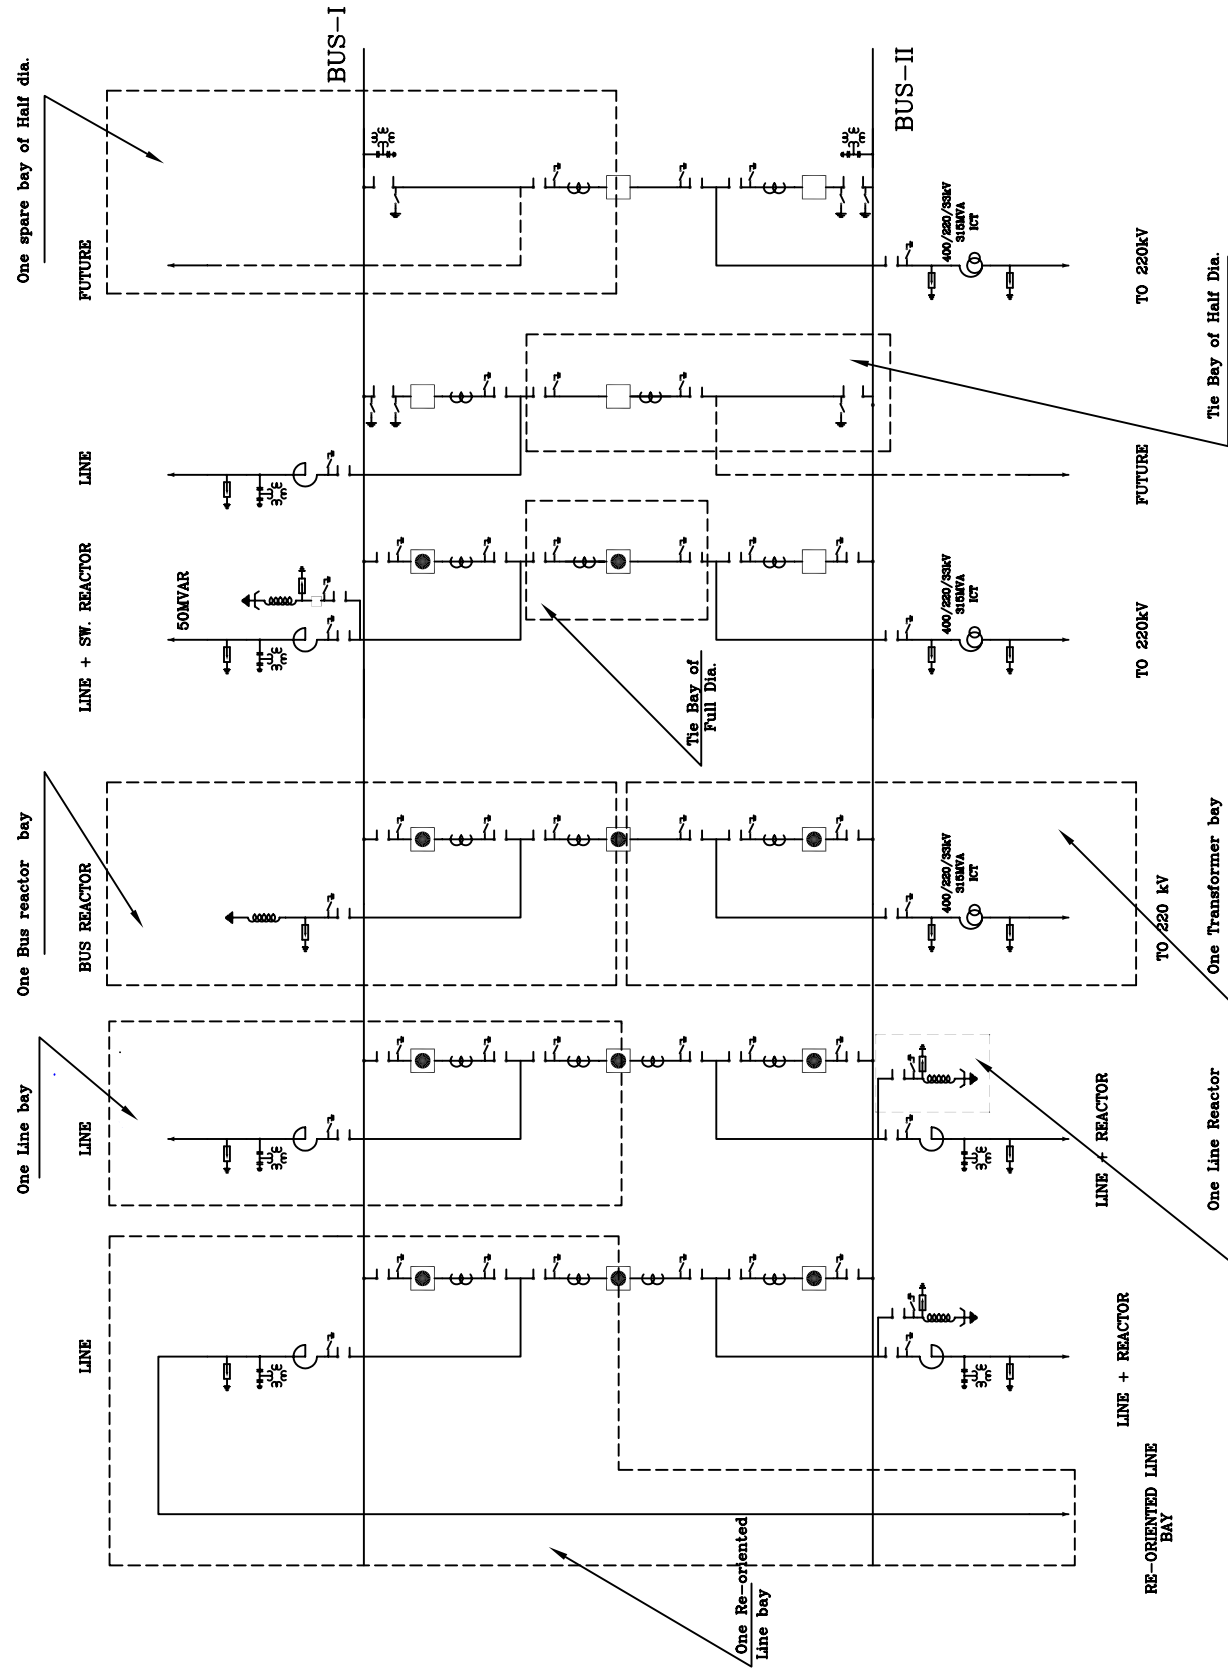 One spare bay of Half dia.
One Bus reactor bay
One Line bay
FUTURE
LINE
LINE + SW. REACTOR
BUS REACTOR
LINE
LINE
50MVAR
BUS-I
BUS-II
Tie Bay of
Full Dia.
One Re-oriented
Line bay
400/220/33kV
315MVA
ICT
400/220/33kV
315MVA
ICT
400/220/33kV
315MVA
ICT
TO 220kV
FUTURE
TO 220kV
TO 220 kV
LINE + REACTOR
LINE + REACTOR
RE-ORIENTED LINE
BAY
Tie Bay of Half Dia.
One Transformer bay
One Line Reactor